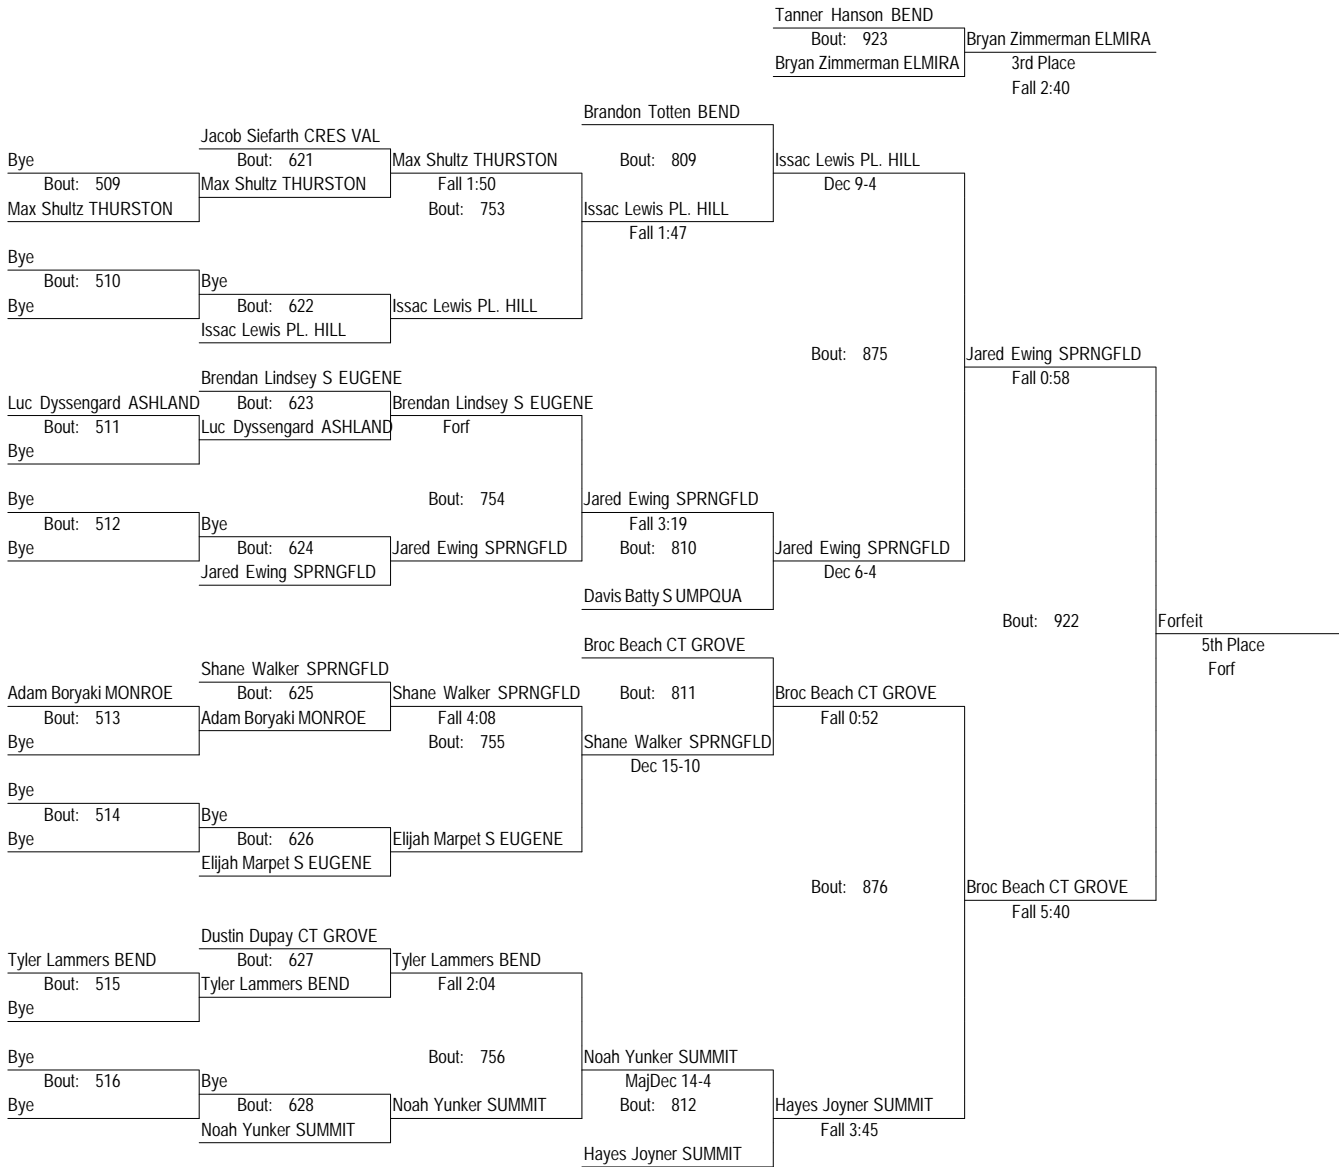 Tanner Hanson BEND
Bout: 923
Bryan Zimmerman ELMIRA
Bryan Zimmerman ELMIRA
3rd Place
Fall 2:40
Brandon Totten BEND
Jacob Siefarth CRES VAL
Bye
Bout: 621
Max Shultz THURSTON
Bout: 809
Issac Lewis PL. HILL
Bout: 509
Max Shultz THURSTON
Fall 1:50
Dec 9-4
Max Shultz THURSTON
Bout: 753
Issac Lewis PL. HILL
Fall 1:47
Bye
Bout: 510
Bye
Bye
Bout: 622
Issac Lewis PL. HILL
Issac Lewis PL. HILL
Bout: 875
Jared Ewing SPRNGFLD
Fall 0:58
Brendan Lindsey S EUGENE
Luc Dyssengard ASHLAND
Bout: 623
Brendan Lindsey S EUGENE
Bout: 511
Luc Dyssengard ASHLAND
Forf
Bye
Bye
Bout: 754
Jared Ewing SPRNGFLD
Bout: 512
Bye
Fall 3:19
Bye
Bout: 624
Jared Ewing SPRNGFLD
Bout: 810
Jared Ewing SPRNGFLD
Jared Ewing SPRNGFLD
Dec 6-4
Davis Batty S UMPQUA
Bout: 922
Forfeit
5th Place
Forf
Broc Beach CT GROVE
Shane Walker SPRNGFLD
Adam Boryaki MONROE
Bout: 625
Shane Walker SPRNGFLD
Bout: 811
Broc Beach CT GROVE
Bout: 513
Adam Boryaki MONROE
Fall 4:08
Fall 0:52
Bye
Bout: 755
Shane Walker SPRNGFLD
Dec 15-10
Bye
Bout: 514
Bye
Bye
Bout: 626
Elijah Marpet S EUGENE
Elijah Marpet S EUGENE
Bout: 876
Broc Beach CT GROVE
Fall 5:40
Dustin Dupay CT GROVE
Tyler Lammers BEND
Bout: 627
Tyler Lammers BEND
Bout: 515
Tyler Lammers BEND
Fall 2:04
Bye
Bye
Bout: 756
Noah Yunker SUMMIT
Bout: 516
Bye
MajDec 14-4
Bye
Bout: 628
Noah Yunker SUMMIT
Bout: 812
Hayes Joyner SUMMIT
Noah Yunker SUMMIT
Fall 3:45
Hayes Joyner SUMMIT